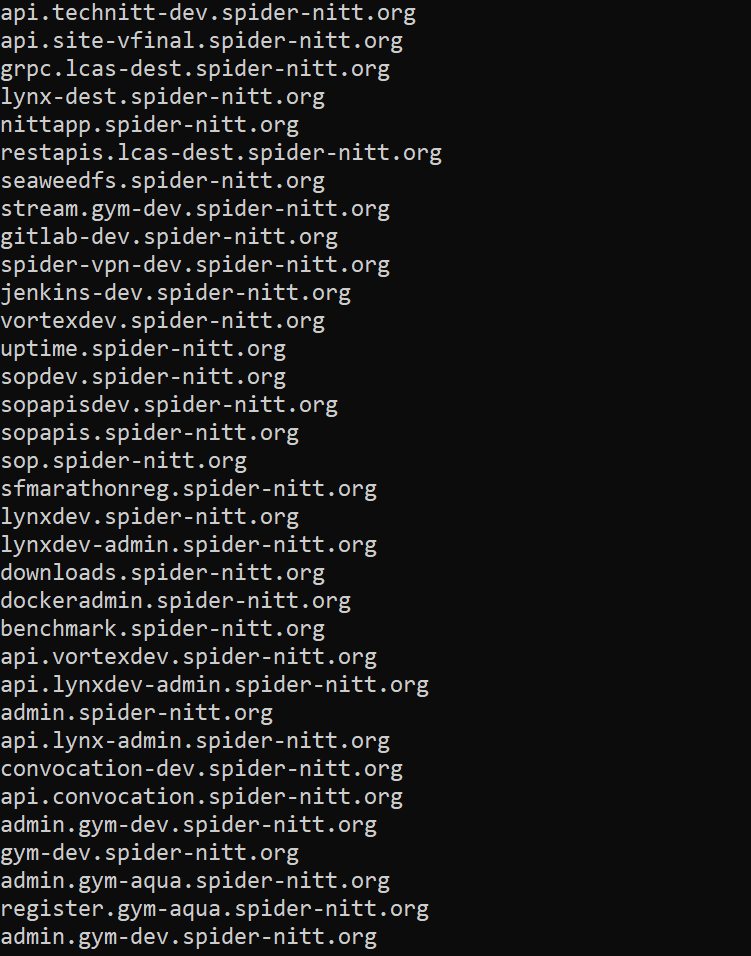 api.technitt-dev.spider-nitt.org
api.site-vfinal.spider-nitt.org
grpc.lcas-dest.spider-nitt.org
lynx-dest.spider-nitt.org
nittapp.spider-nitt.org
restapis.lcas-dest.spider-nitt.org
seaweedfs.spider-nitt.org
stream.gym-dev.spider-nitt.org
gitlab-dev.spider-nitt.org
spider-vpn-dev.spider-nitt.org
jenkins-dev.spider-nitt.org
vortexdev.spider-nitt.org
uptime.spider-nitt.org
sopdev.spider-nitt.org
sopapisdev.spider-nitt.org
sopapis.spider-nitt.org
sop.spider-nitt.org
sfmarathonreg.spider-nitt.org
lynxdev.spider-nitt.org
lynxdev-admin.spider-nitt.org
downloads.spider-nitt.org
dockeradmin.spider-nitt.org
benchmark.spider-nitt.org
api.vortexdev.spider-nitt.org
api.lynxdev-admin.spider-nitt.org
admin.spider-nitt.org
api.lynx-admin.spider-nitt.org
convocation-dev.spider-nitt.org
api.convocation.spider-nitt.org
admin.gym-dev.spider-nitt.org
gym-dev.spider-nitt.org
admin.gym-aqua.spider-nitt.org
register.gym-aqua.spider-nitt.org
admin.gym-dev.spider-nitt.org